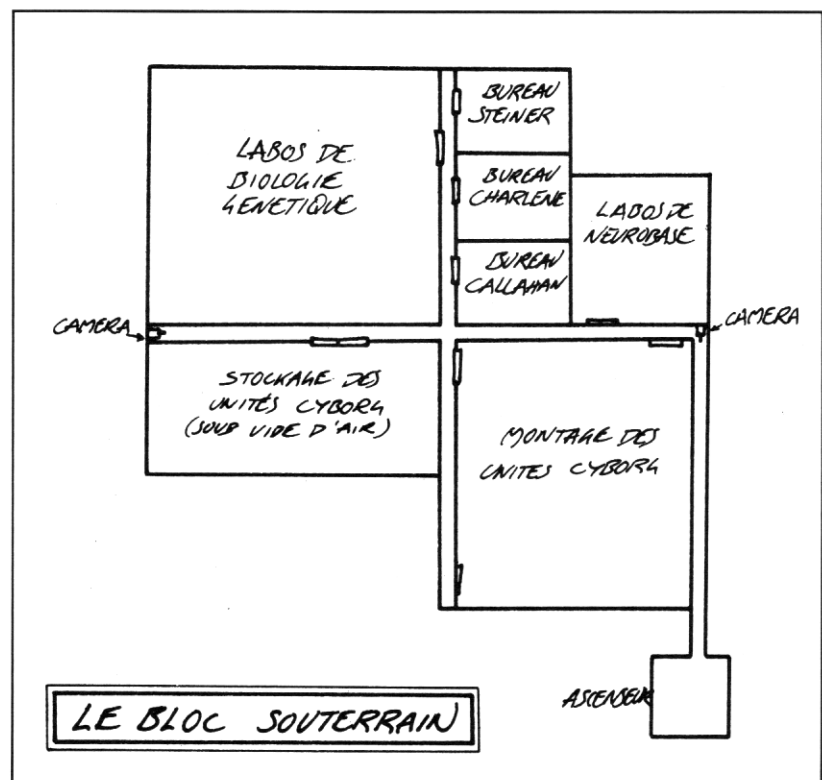 LABOS DE
BIOLOGIE
GENETIQUE
BUREAU
STEINER
BUREAU
CHARLENE
BUREAU
CALLAHAN
LABOS DE
NEUROBASE
CAMERA
CAMERA
STOCKAGE DES
UNITÉS CYBORG
(SOUS VIDE D'AIR)
MONTAGE DES
UNITES CYBORG
ASCENSEUR
LE BLOC SOUTERRAIN